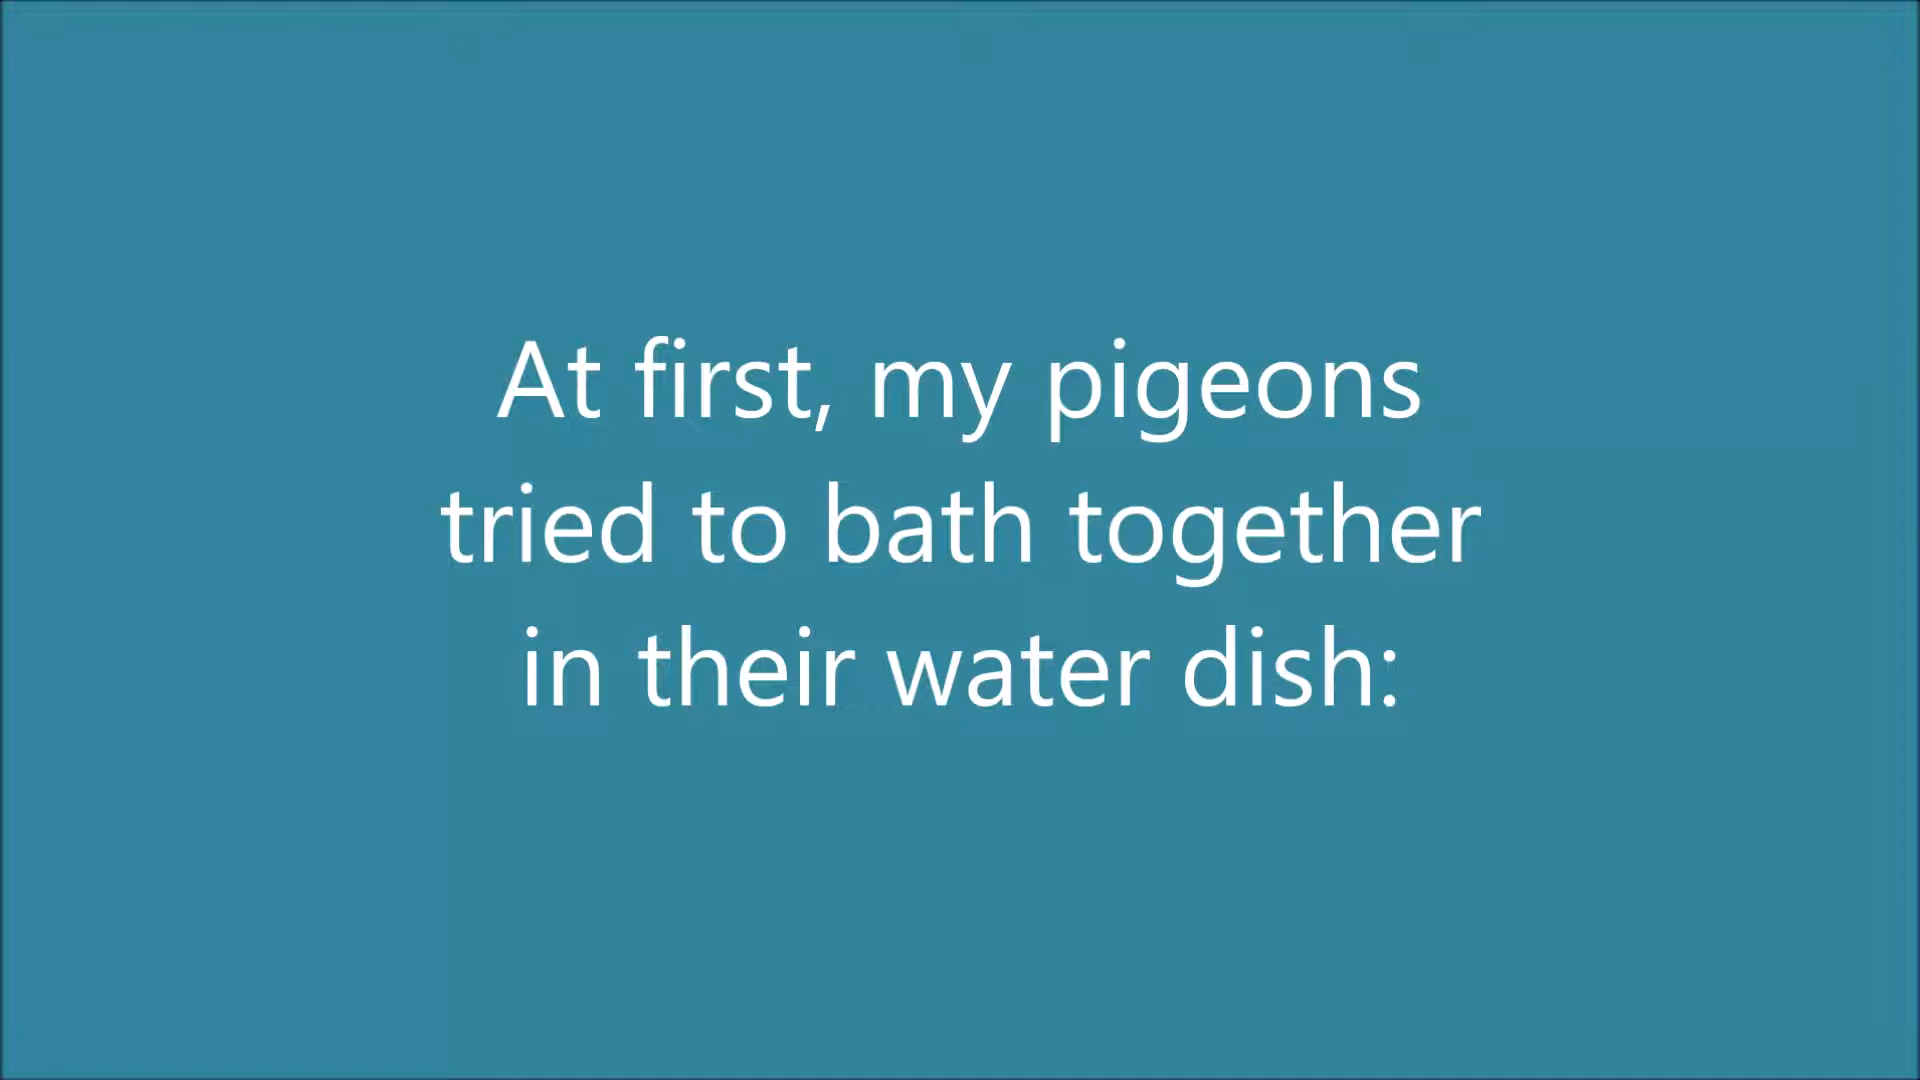 At first, my pigeons
tried to bath together
in their water dish: